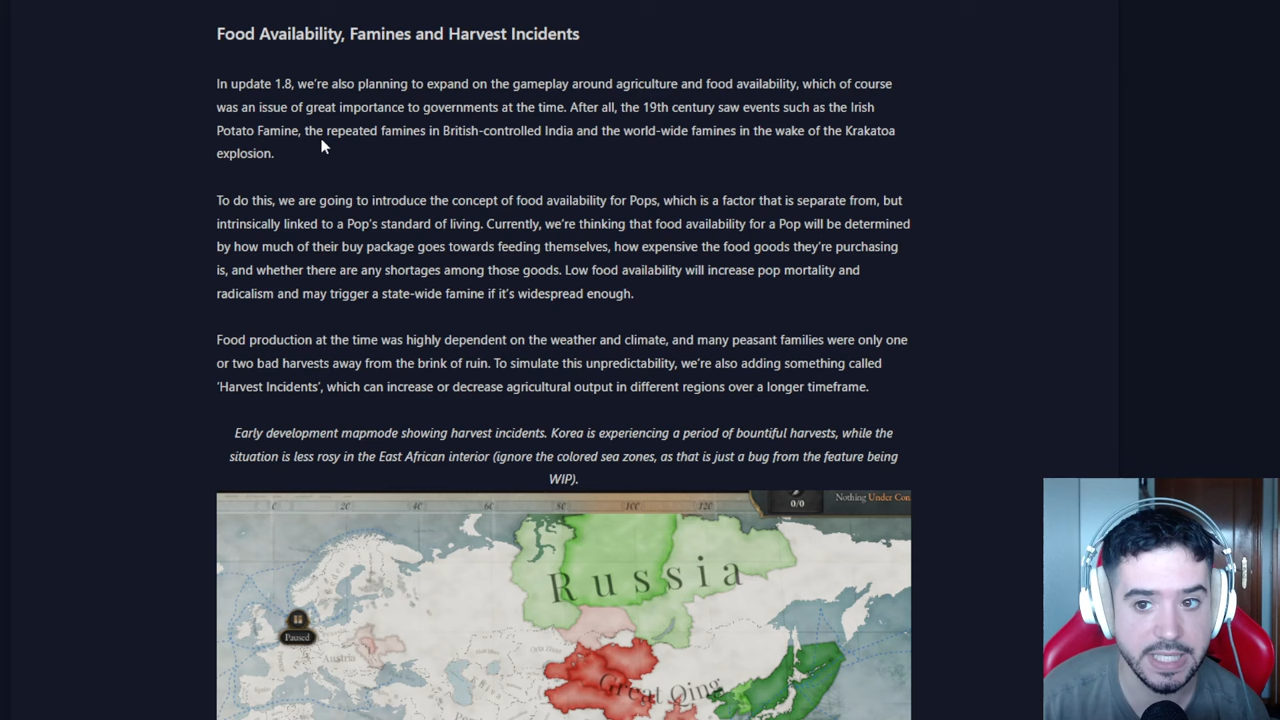 Food Availability, Famines and Harvest Incidents
In update 1.8, we're also planning to expand on the gameplay around agriculture and food availability, which of course
was an issue of great importance to governments at the time. After all, the 19th century saw events such as the Irish
Potato Famine, the repeated famines in British-controlled India and the world-wide famines in the wake of the Krakatoa
explosion.
To do this, we are going to introduce the concept of food availability for Pops, which is a factor that is separate from, but
intrinsically linked to a Pop's standard of living. Currently, we're thinking that food availability for a Pop will be determined
by how much of their buy package goes towards feeding themselves, how expensive the food goods they're purchasing
is, and whether there are any shortages among those goods. Low food availability will increase pop mortality and
radicalism and may trigger a state-wide famine if it's widespread enough.
Food production at the time was highly dependent on the weather and climate, and many peasant families were only one
or two bad harvests away from the brink of ruin. To simulate this unpredictability, we're also adding something called
'Harvest Incidents', which can increase or decrease agricultural output in different regions over a longer timeframe.
Early development mapmode showing harvest incidents. Korea is experiencing a period of bountiful harvests, while the
situation is less rosy in the East African interior (ignore the colored sea zones, as that is just a bug from the feature being
WIP).
Nothing Under Con
0/0
0 20 40 60 80 100 120
Russia
Paused
Austria
Great Qing